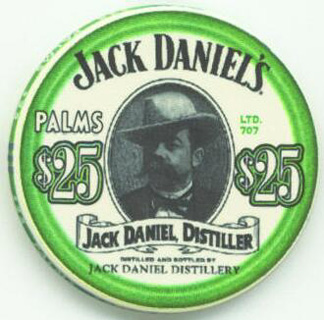 JACK DANIEL'S
PALMS
LTD.
707
$25
$25
JACK DANIEL, DISTILLER
DISTILLED AND BOTTLED BY
JACK DANIEL DISTILLERY